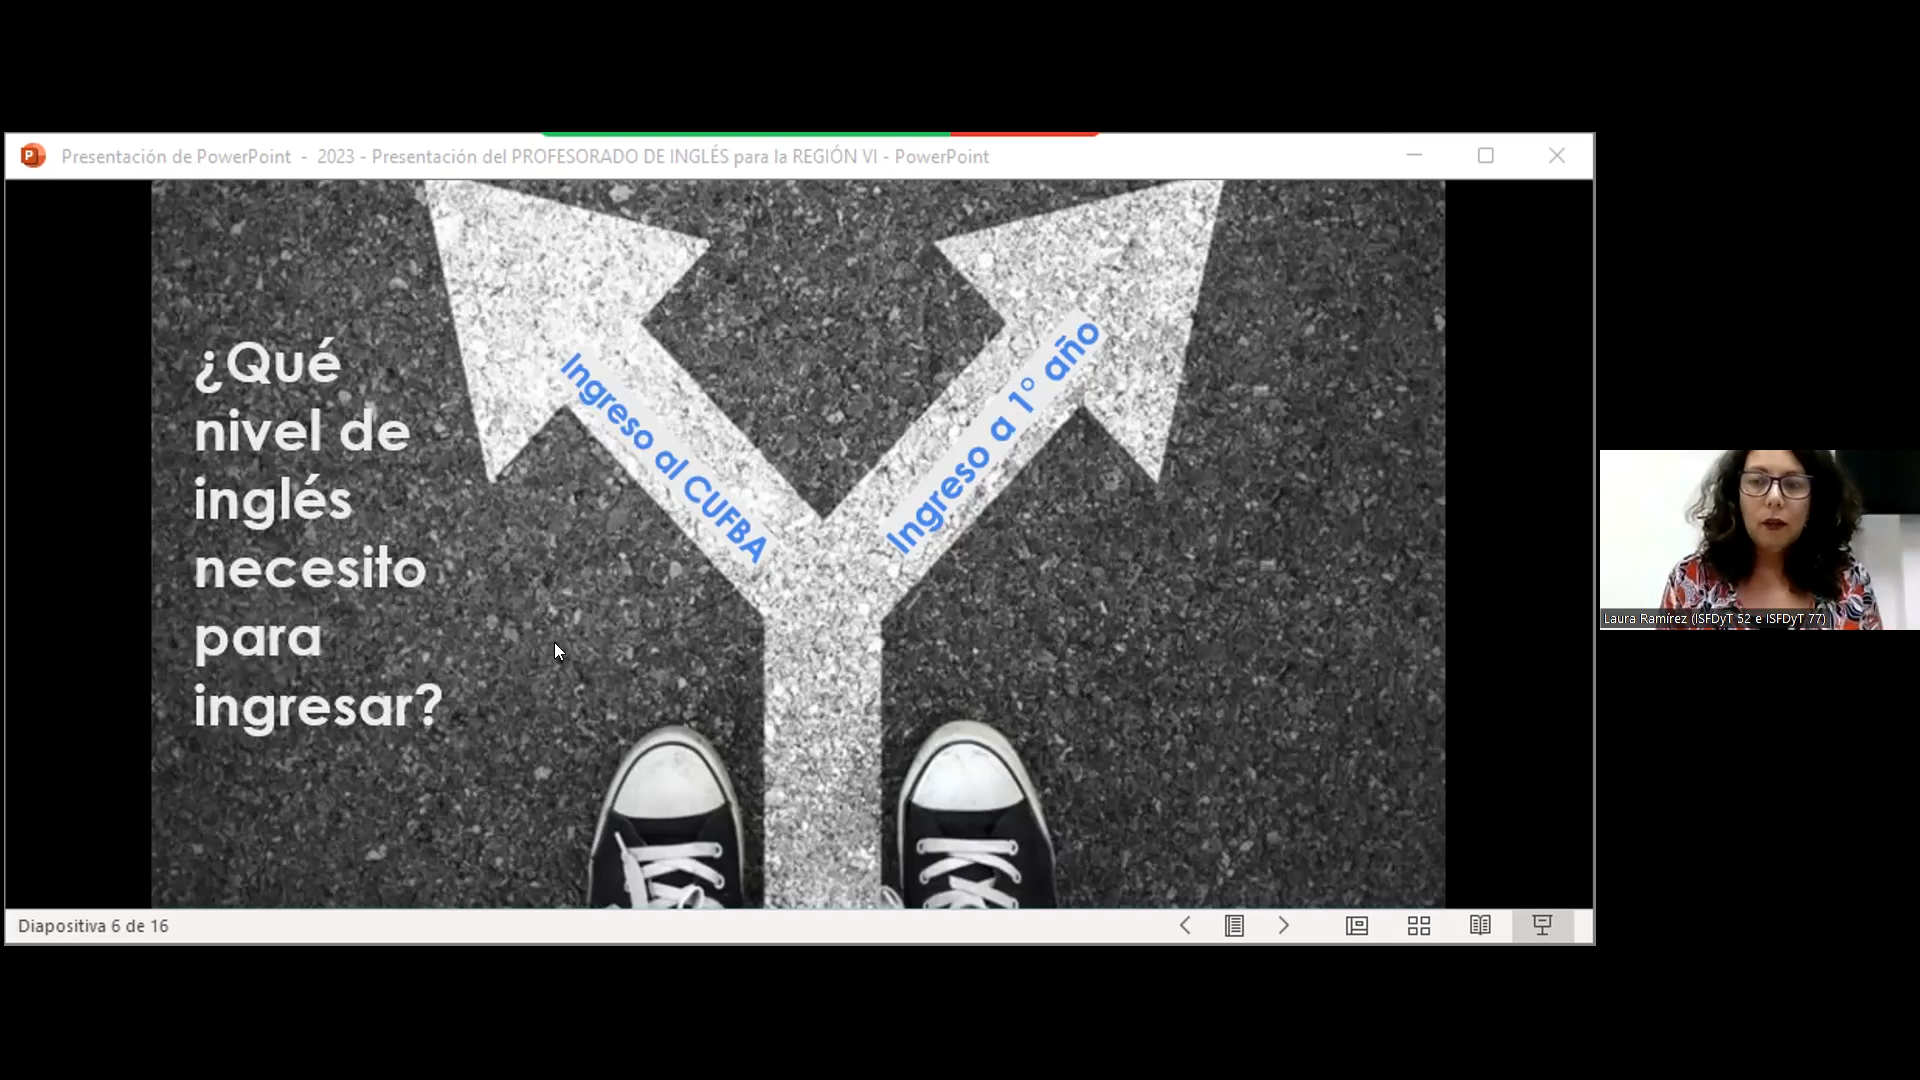 Presentación de PowerPoint - 2023 - Presentación del PROFESORADO DE INGLÉS para la REGIÓN VI - PowerPoint
¿Qué
nivel de
inglés
necesito
para
ingresar?
Ingreso al CUFBA
Ingreso a 1° año
Laura Ramírez (ISFDyT 52 e ISFDyT 77)
Diapositiva 6 de 16